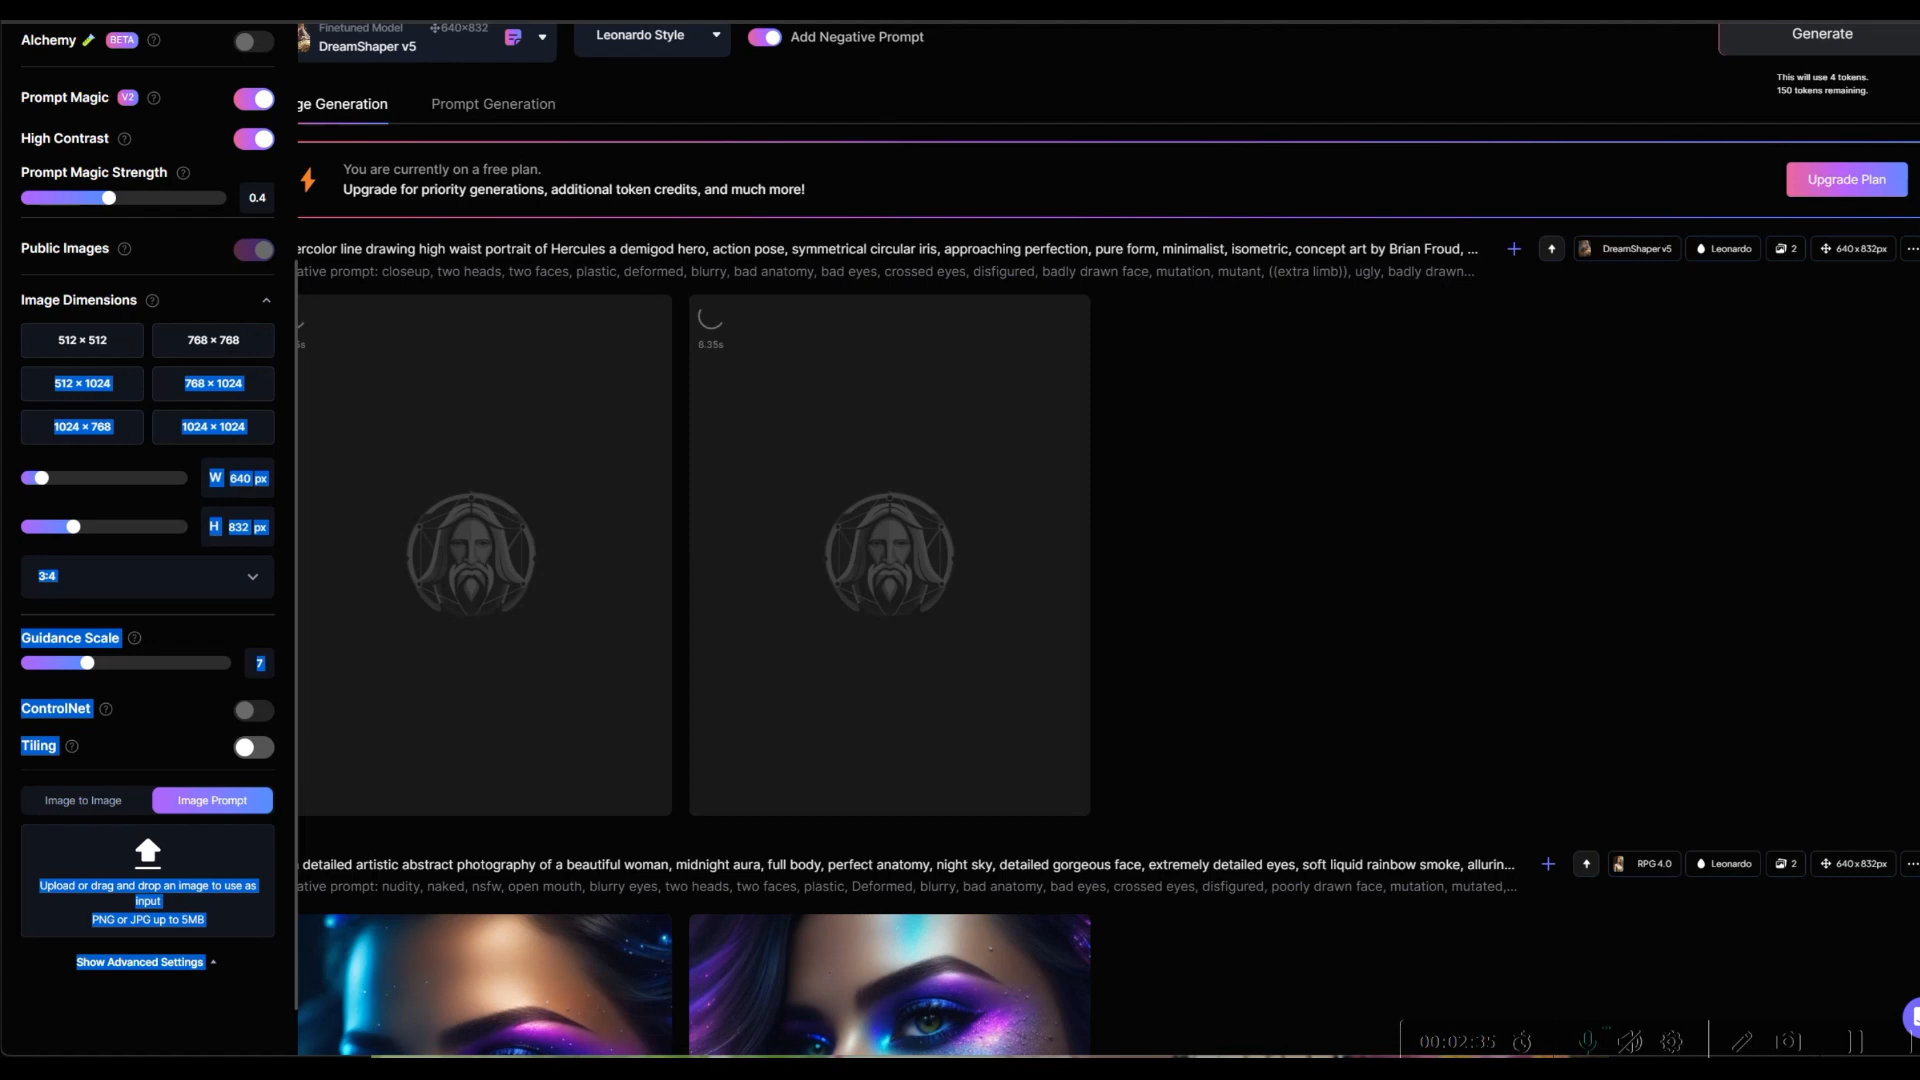 Alchemy BETA
Finetuned Model 640×832
DreamShaper v5
Leonardo Style
Add Negative Prompt
Generate
This will use 4 tokens.
150 tokens remaining.
Prompt Magic V2
ge Generation
Prompt Generation
High Contrast
Prompt Magic Strength
0.4
You are currently on a free plan.
Upgrade for priority generations, additional token credits, and much more!
Upgrade Plan
Public Images
ercolor line drawing high waist portrait of Hercules a demigod hero, action pose, symmetrical circular iris, approaching perfection, pure form, minimalist, isometric, concept art by Brian Froud, ...
DreamShaper v5
Leonardo
2
640 x 832px
ative prompt: closeup, two heads, two faces, plastic, deformed, blurry, bad anatomy, bad eyes, crossed eyes, disfigured, badly drawn face, mutation, mutant, ((extra limb)), ugly, badly drawn...
Image Dimensions
512 × 512
768 × 768
512 × 1024
768 × 1024
1024 × 768
1024 × 1024
W 640 px
H 832 px
3:4
8.35s
Guidance Scale
7
ControlNet
Tiling
Image to Image
Image Prompt
Upload or drag and drop an image to use as
input
PNG or JPG up to 5MB
Show Advanced Settings
detailed artistic abstract photography of a beautiful woman, midnight aura, full body, perfect anatomy, night sky, detailed gorgeous face, extremely detailed eyes, soft liquid rainbow smoke, allurin...
RPG 4.0
Leonardo
2
640 x 832px
ative prompt: nudity, naked, nsfw, open mouth, blurry eyes, two heads, two faces, plastic, Deformed, blurry, bad anatomy, bad eyes, crossed eyes, disfigured, poorly drawn face, mutation, mutated,...
00:02:35